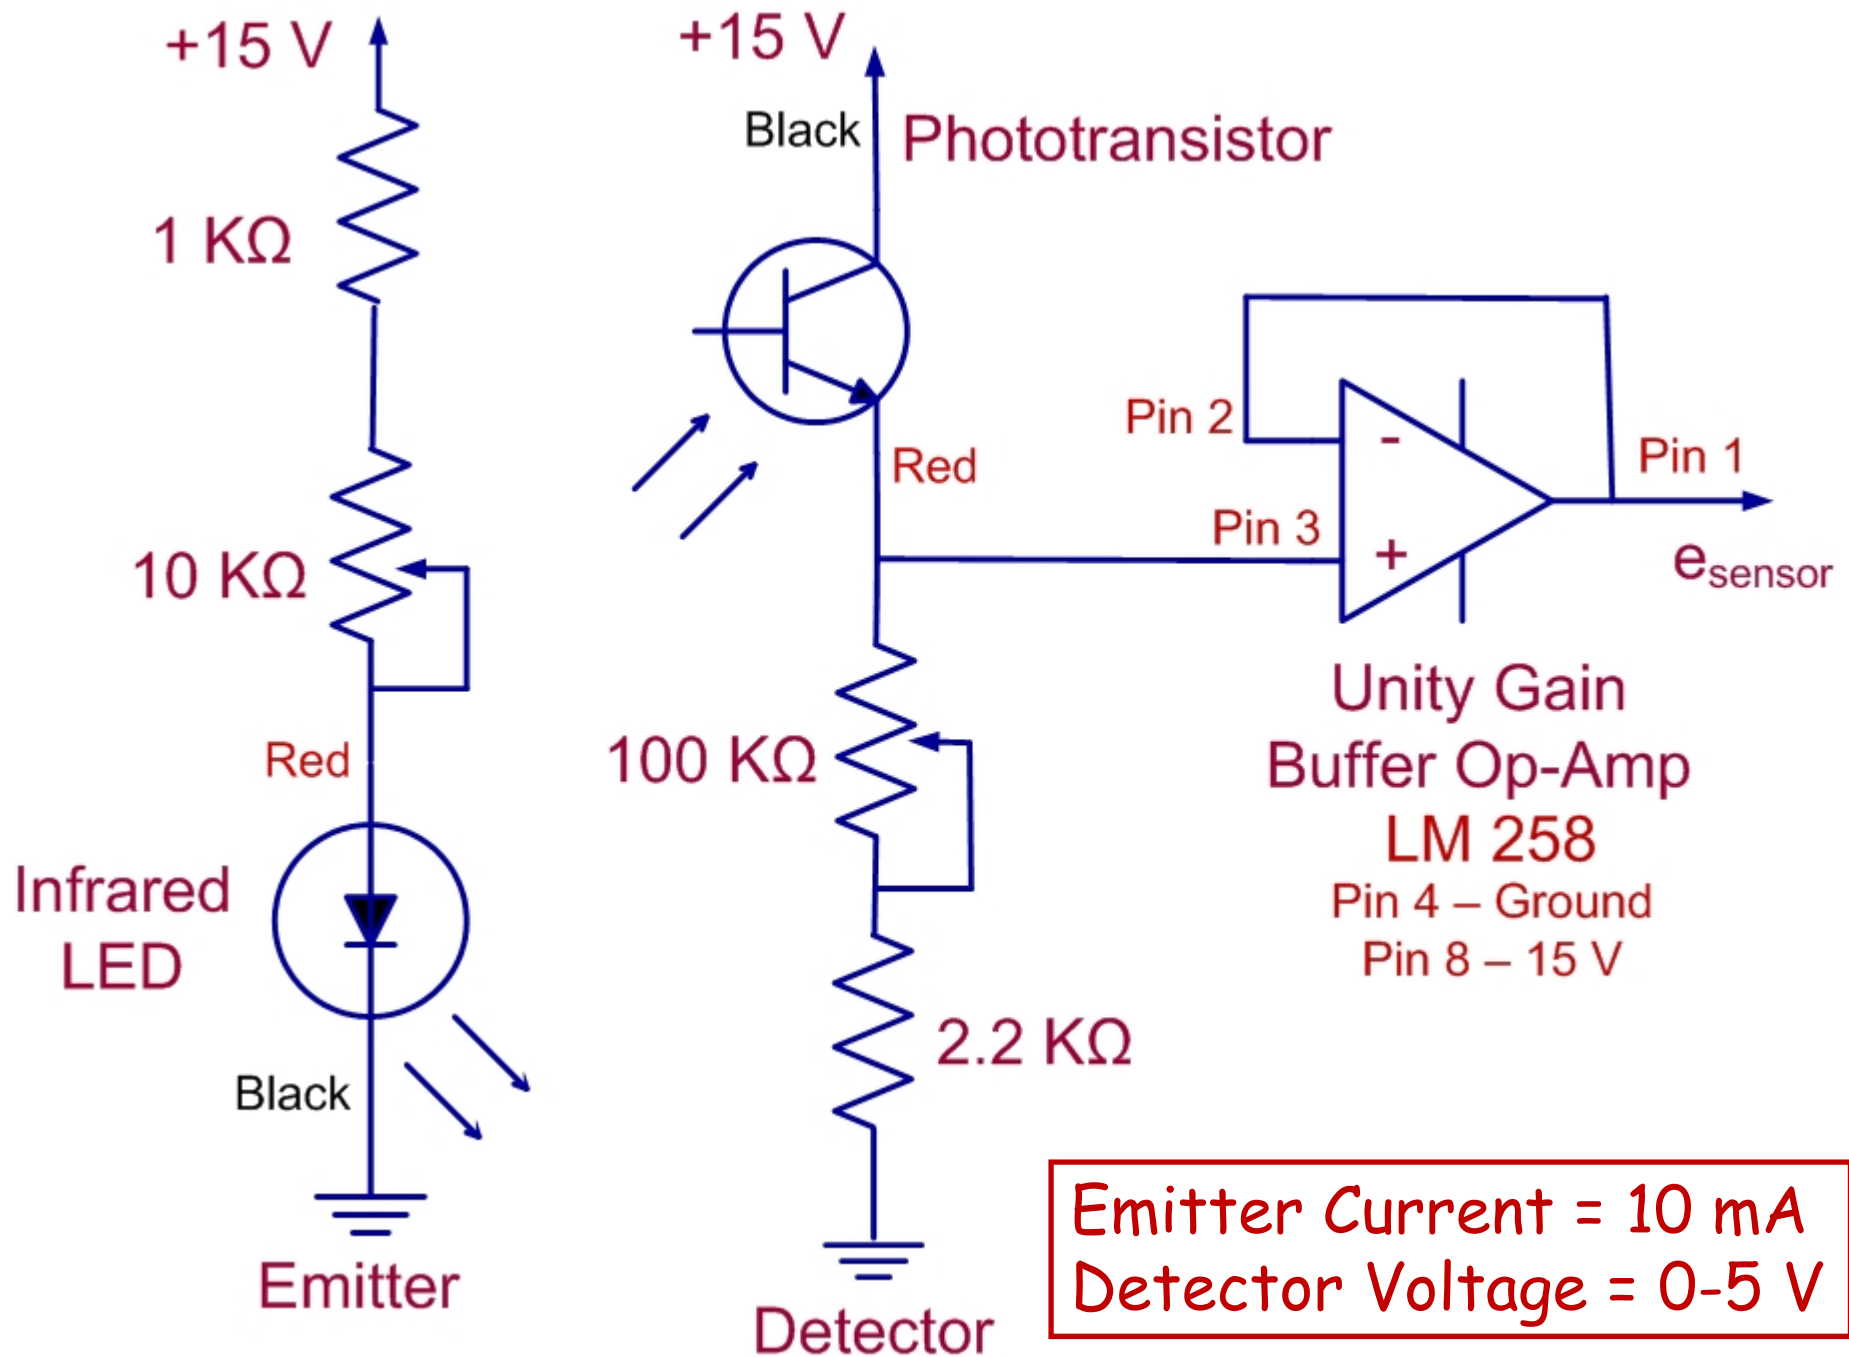 +15 V
1 KΩ
10 KΩ
Red
Infrared
LED
Black
Emitter
+15 V
Black
Phototransistor
Red
100 KΩ
2.2 KΩ
Detector
Pin 2
-
Pin 3
+
Pin 1
esensor
Unity Gain
Buffer Op-Amp
LM 258
Pin 4 – Ground
Pin 8 – 15 V
Emitter Current = 10 mA
Detector Voltage = 0-5 V